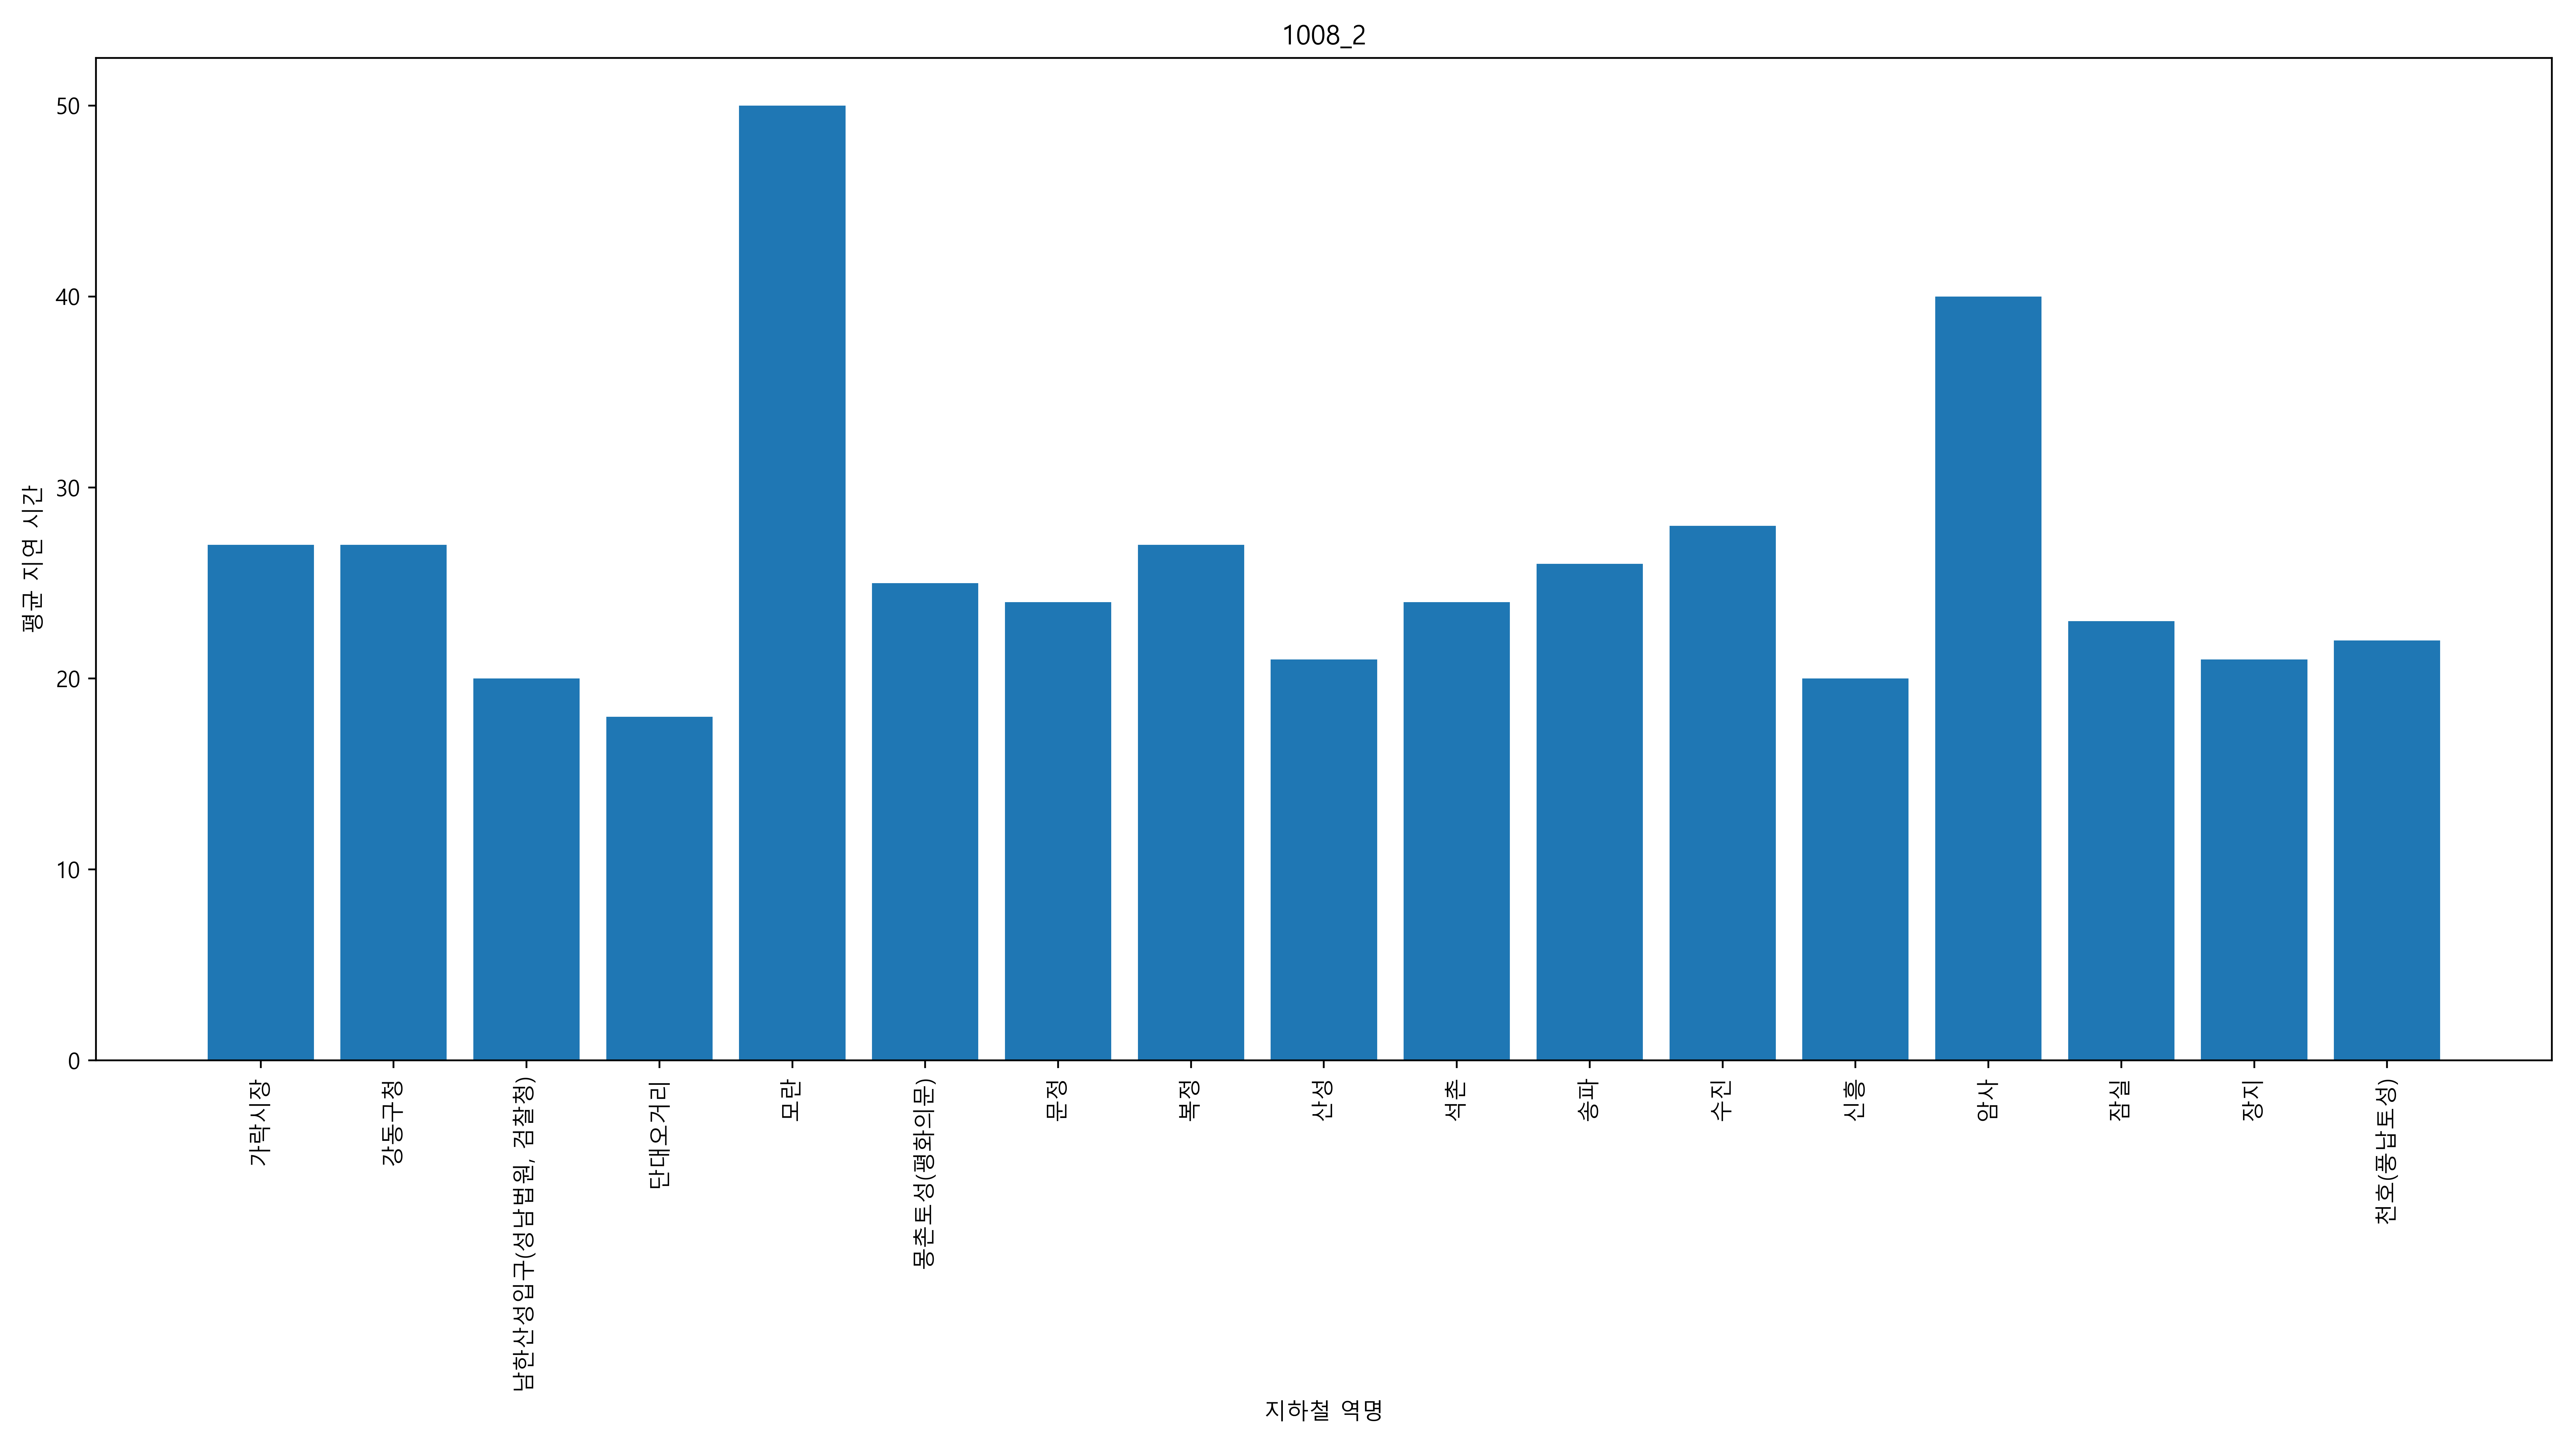 1008_2
평균 지연 시간
50
40
30
20
10
0
가락시장
강동구청
남한산성입구(성남법원, 검찰청)
단대오거리
모란
몽촌토성(평화의문)
문정
복정
산성
석촌
송파
수진
신흥
암사
잠실
장지
천호(풍납토성)
지하철 역명